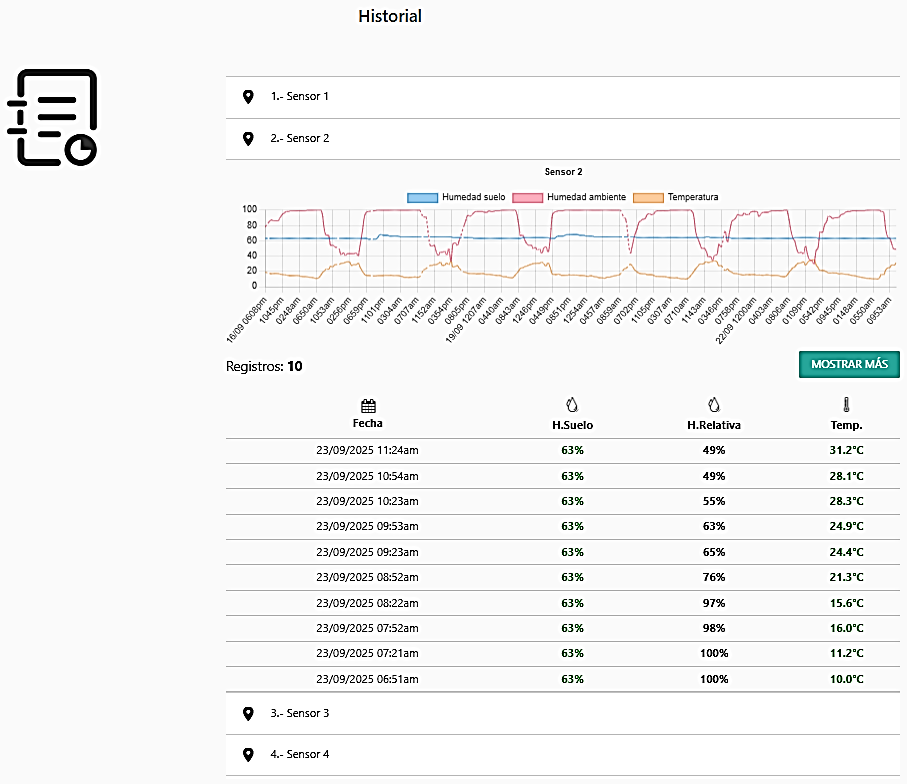 Historial
1.- Sensor 1
2.- Sensor 2
Sensor 2
Humedad suelo Humedad ambiente Temperatura
100
80
60
40
20
0
16/09 0608pm 1045pm 0248am 0650am 1053am 0256pm 0659pm 1101pm 0304am 0707am 1152am 0354pm 0805pm 19/09 1207am 0440am 0843am 1246pm 0449pm 0851pm 1254am 0457am 0859am 0702pm 1105pm 0307am 0710am 1143am 0346pm 0758pm 22/09 1200am 0403am 0806am 0109pm 0542pm 0945pm 0148am 0550am 0953am
Registros: 10
MOSTRAR MÁS
Fecha H.Suelo H.Relativa Temp.
23/09/2025 11:24am 63% 49% 31.2°C
23/09/2025 10:54am 63% 49% 28.1°C
23/09/2025 10:23am 63% 55% 28.3°C
23/09/2025 09:53am 63% 63% 24.9°C
23/09/2025 09:23am 63% 65% 24.4°C
23/09/2025 08:52am 63% 76% 21.3°C
23/09/2025 08:22am 63% 97% 15.6°C
23/09/2025 07:52am 63% 98% 16.0°C
23/09/2025 07:21am 63% 100% 11.2°C
23/09/2025 06:51am 63% 100% 10.0°C
3.- Sensor 3
4.- Sensor 4